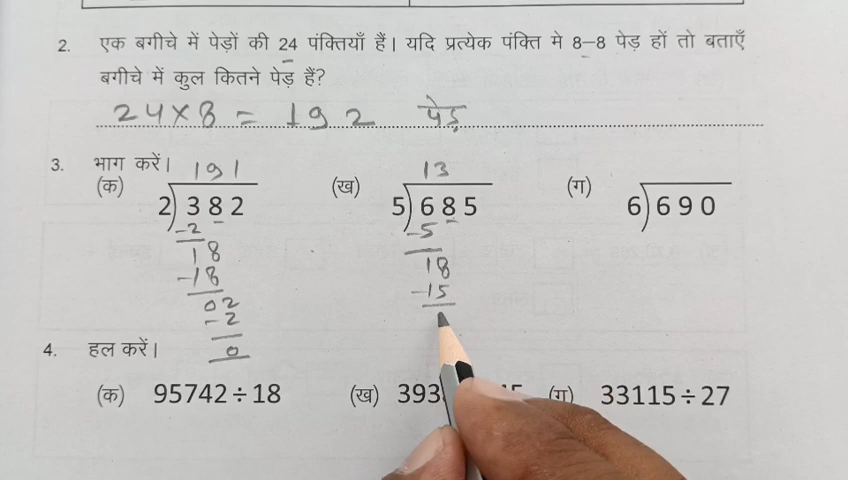 2. एक बगीचे में पेड़ों की 24 पंक्तियाँ हैं। यदि प्रत्येक पंक्ति मे 8–8 पेड़ हों तो बताएँ
बगीचे में कुल कितने पेड़ हैं?
24×8 = 192 पेड़
3. भाग करें।
191 13
(क) 2)382 (ख) 5)685 (ग) 6)690
-2 -5
18 18
-18 -15
02
-2
0
4. हल करें।
(क) 95742÷18 (ख) 393 (ग) 33115÷27